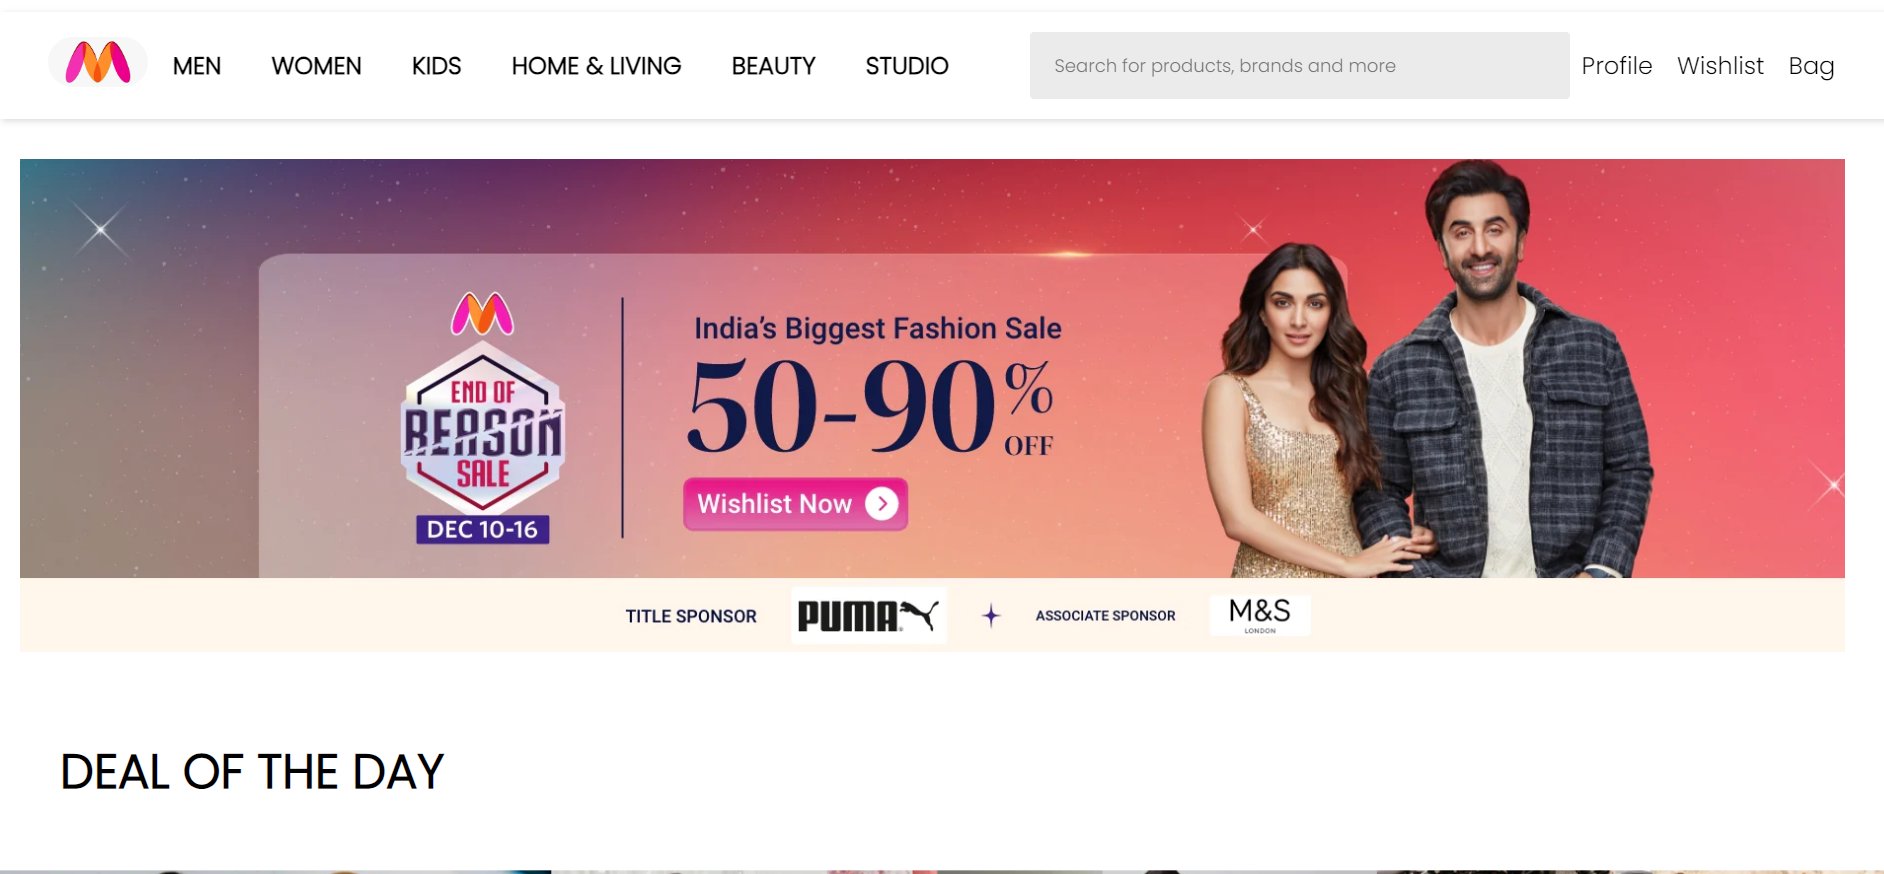 MEN WOMEN KIDS HOME & LIVING BEAUTY STUDIO Search for products, brands and more Profile Wishlist Bag
END OF
REASON
SALE
DEC 10-16
India's Biggest Fashion Sale
50-90%
OFF
Wishlist Now
TITLE SPONSOR PUMA ASSOCIATE SPONSOR M&S
LONDON
DEAL OF THE DAY